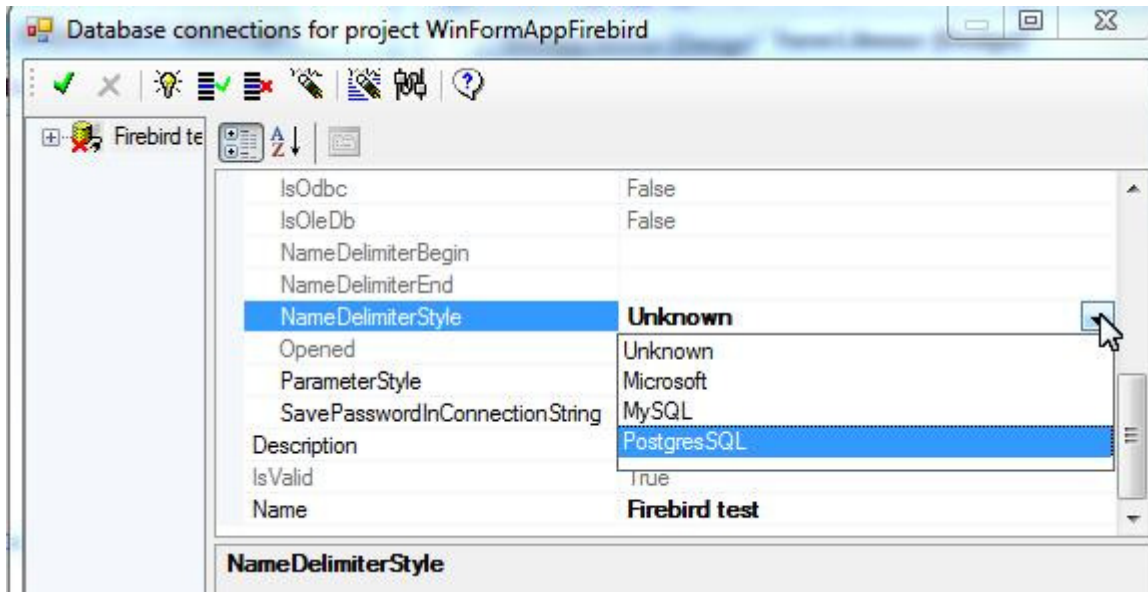 Database connections for project WinFormAppFirebird
Firebird te
IsOdbc False
IsOleDb False
NameDelimiterBegin
NameDelimiterEnd
NameDelimiterStyle Unknown
Opened Unknown
ParameterStyle Microsoft
SavePasswordInConnectionString MySQL
Description PostgresSQL
IsValid True
Name Firebird test
NameDelimiterStyle